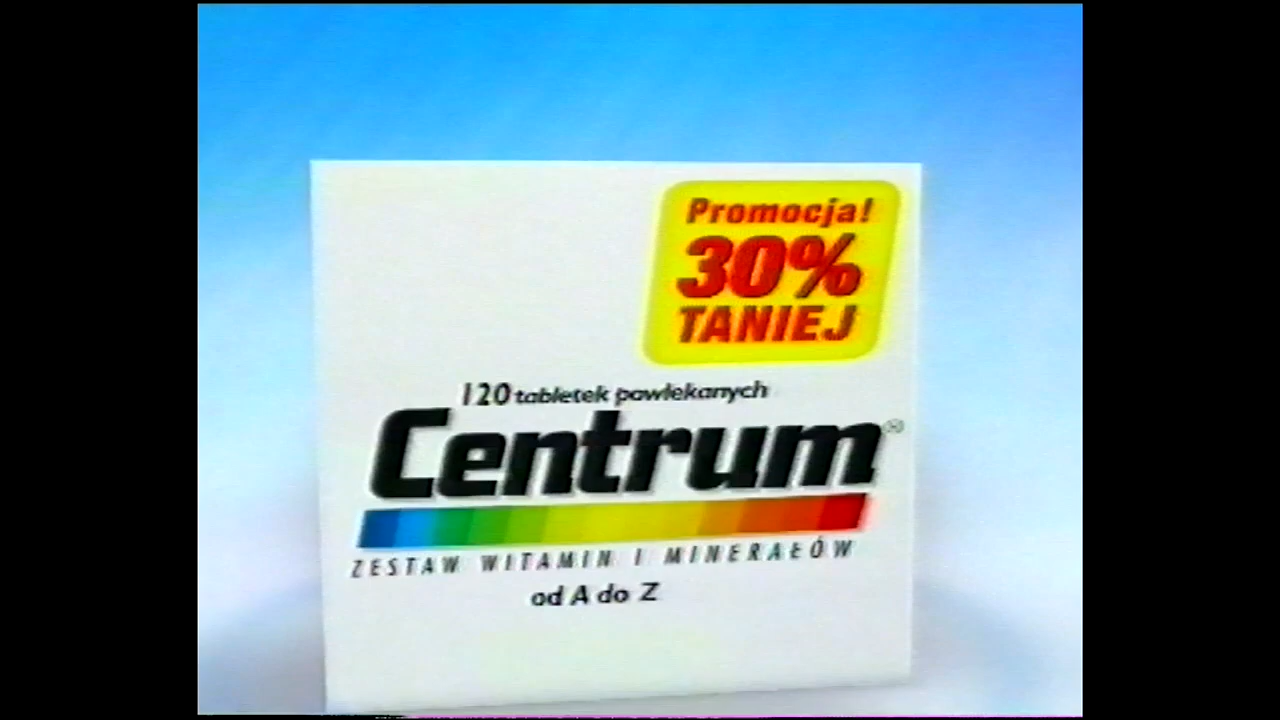 Promocja!
30%
TANIEJ
120 tabletek powlekanych
Centrum®
ZESTAW WITAMIN I MINERAŁÓW
od A do Z